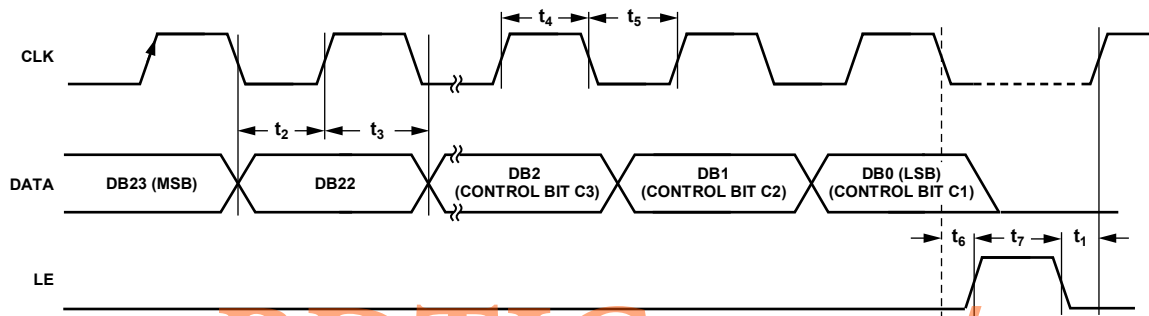 t4 t5
CLK
t2 t3
DATA
DB23 (MSB)
DB22
DB2
(CONTROL BIT C3)
DB1
(CONTROL BIT C2)
DB0 (LSB)
(CONTROL BIT C1)
t6 t7 t1
LE